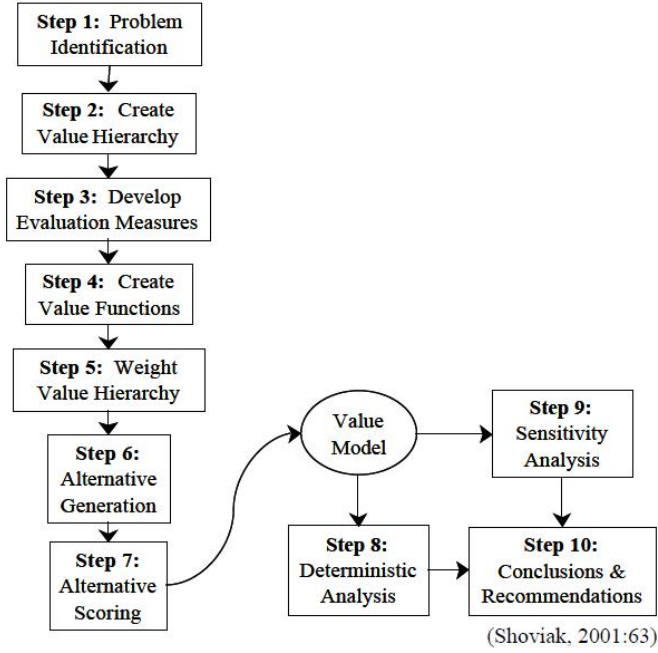 Step 1: Problem
Identification
Step 2: Create
Value Hierarchy
Step 3: Develop
Evaluation Measures
Step 4: Create
Value Functions
Step 5: Weight
Value Hierarchy
Step 6:
Alternative
Generation
Step 7:
Alternative
Scoring
Value
Model
Step 8:
Deterministic
Analysis
Step 9:
Sensitivity
Analysis
Step 10:
Conclusions &
Recommendations
(Shoviak, 2001:63)